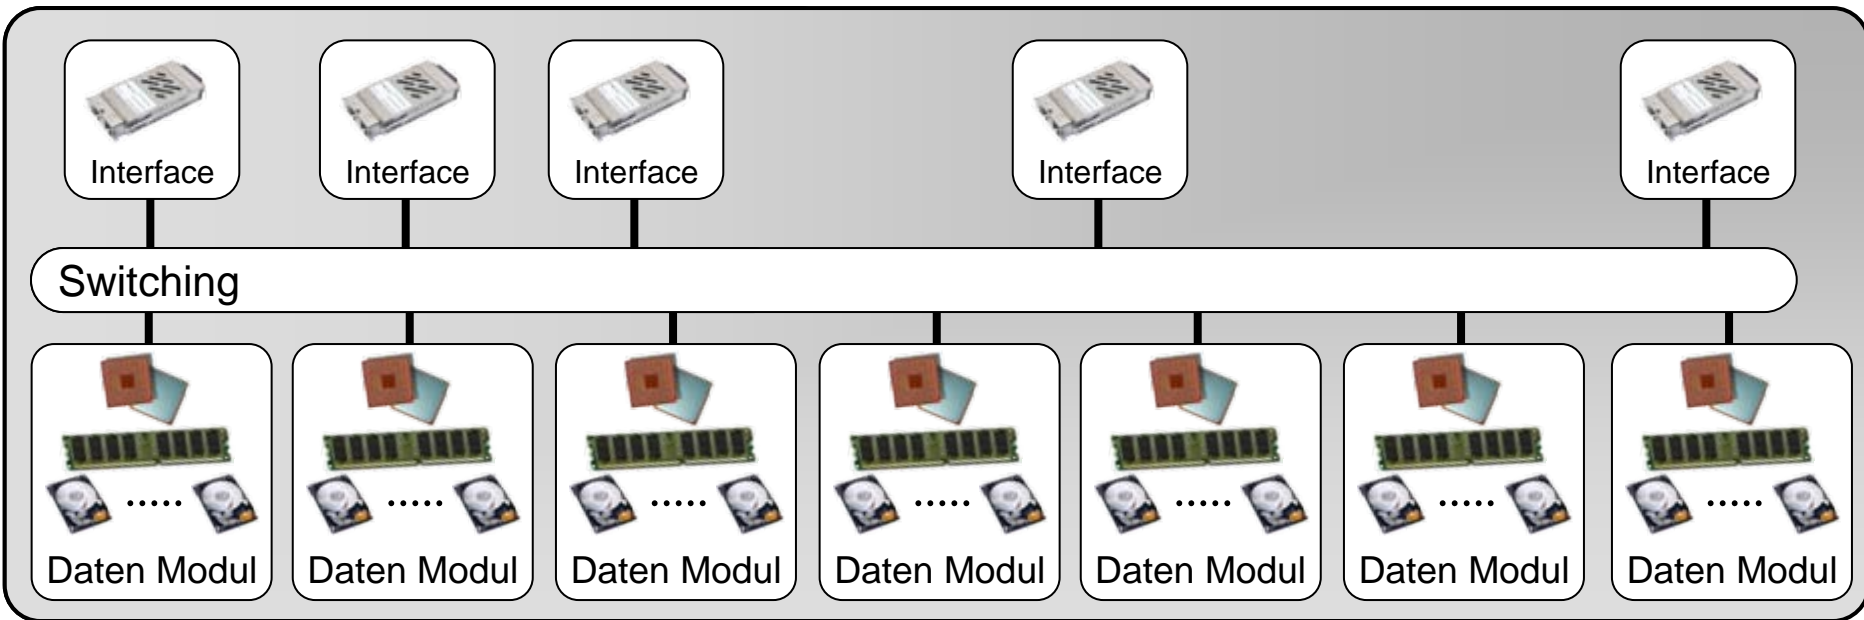 Interface
Interface
Interface
Interface
Interface
Switching
Daten Modul
Daten Modul
Daten Modul
Daten Modul
Daten Modul
Daten Modul
Daten Modul